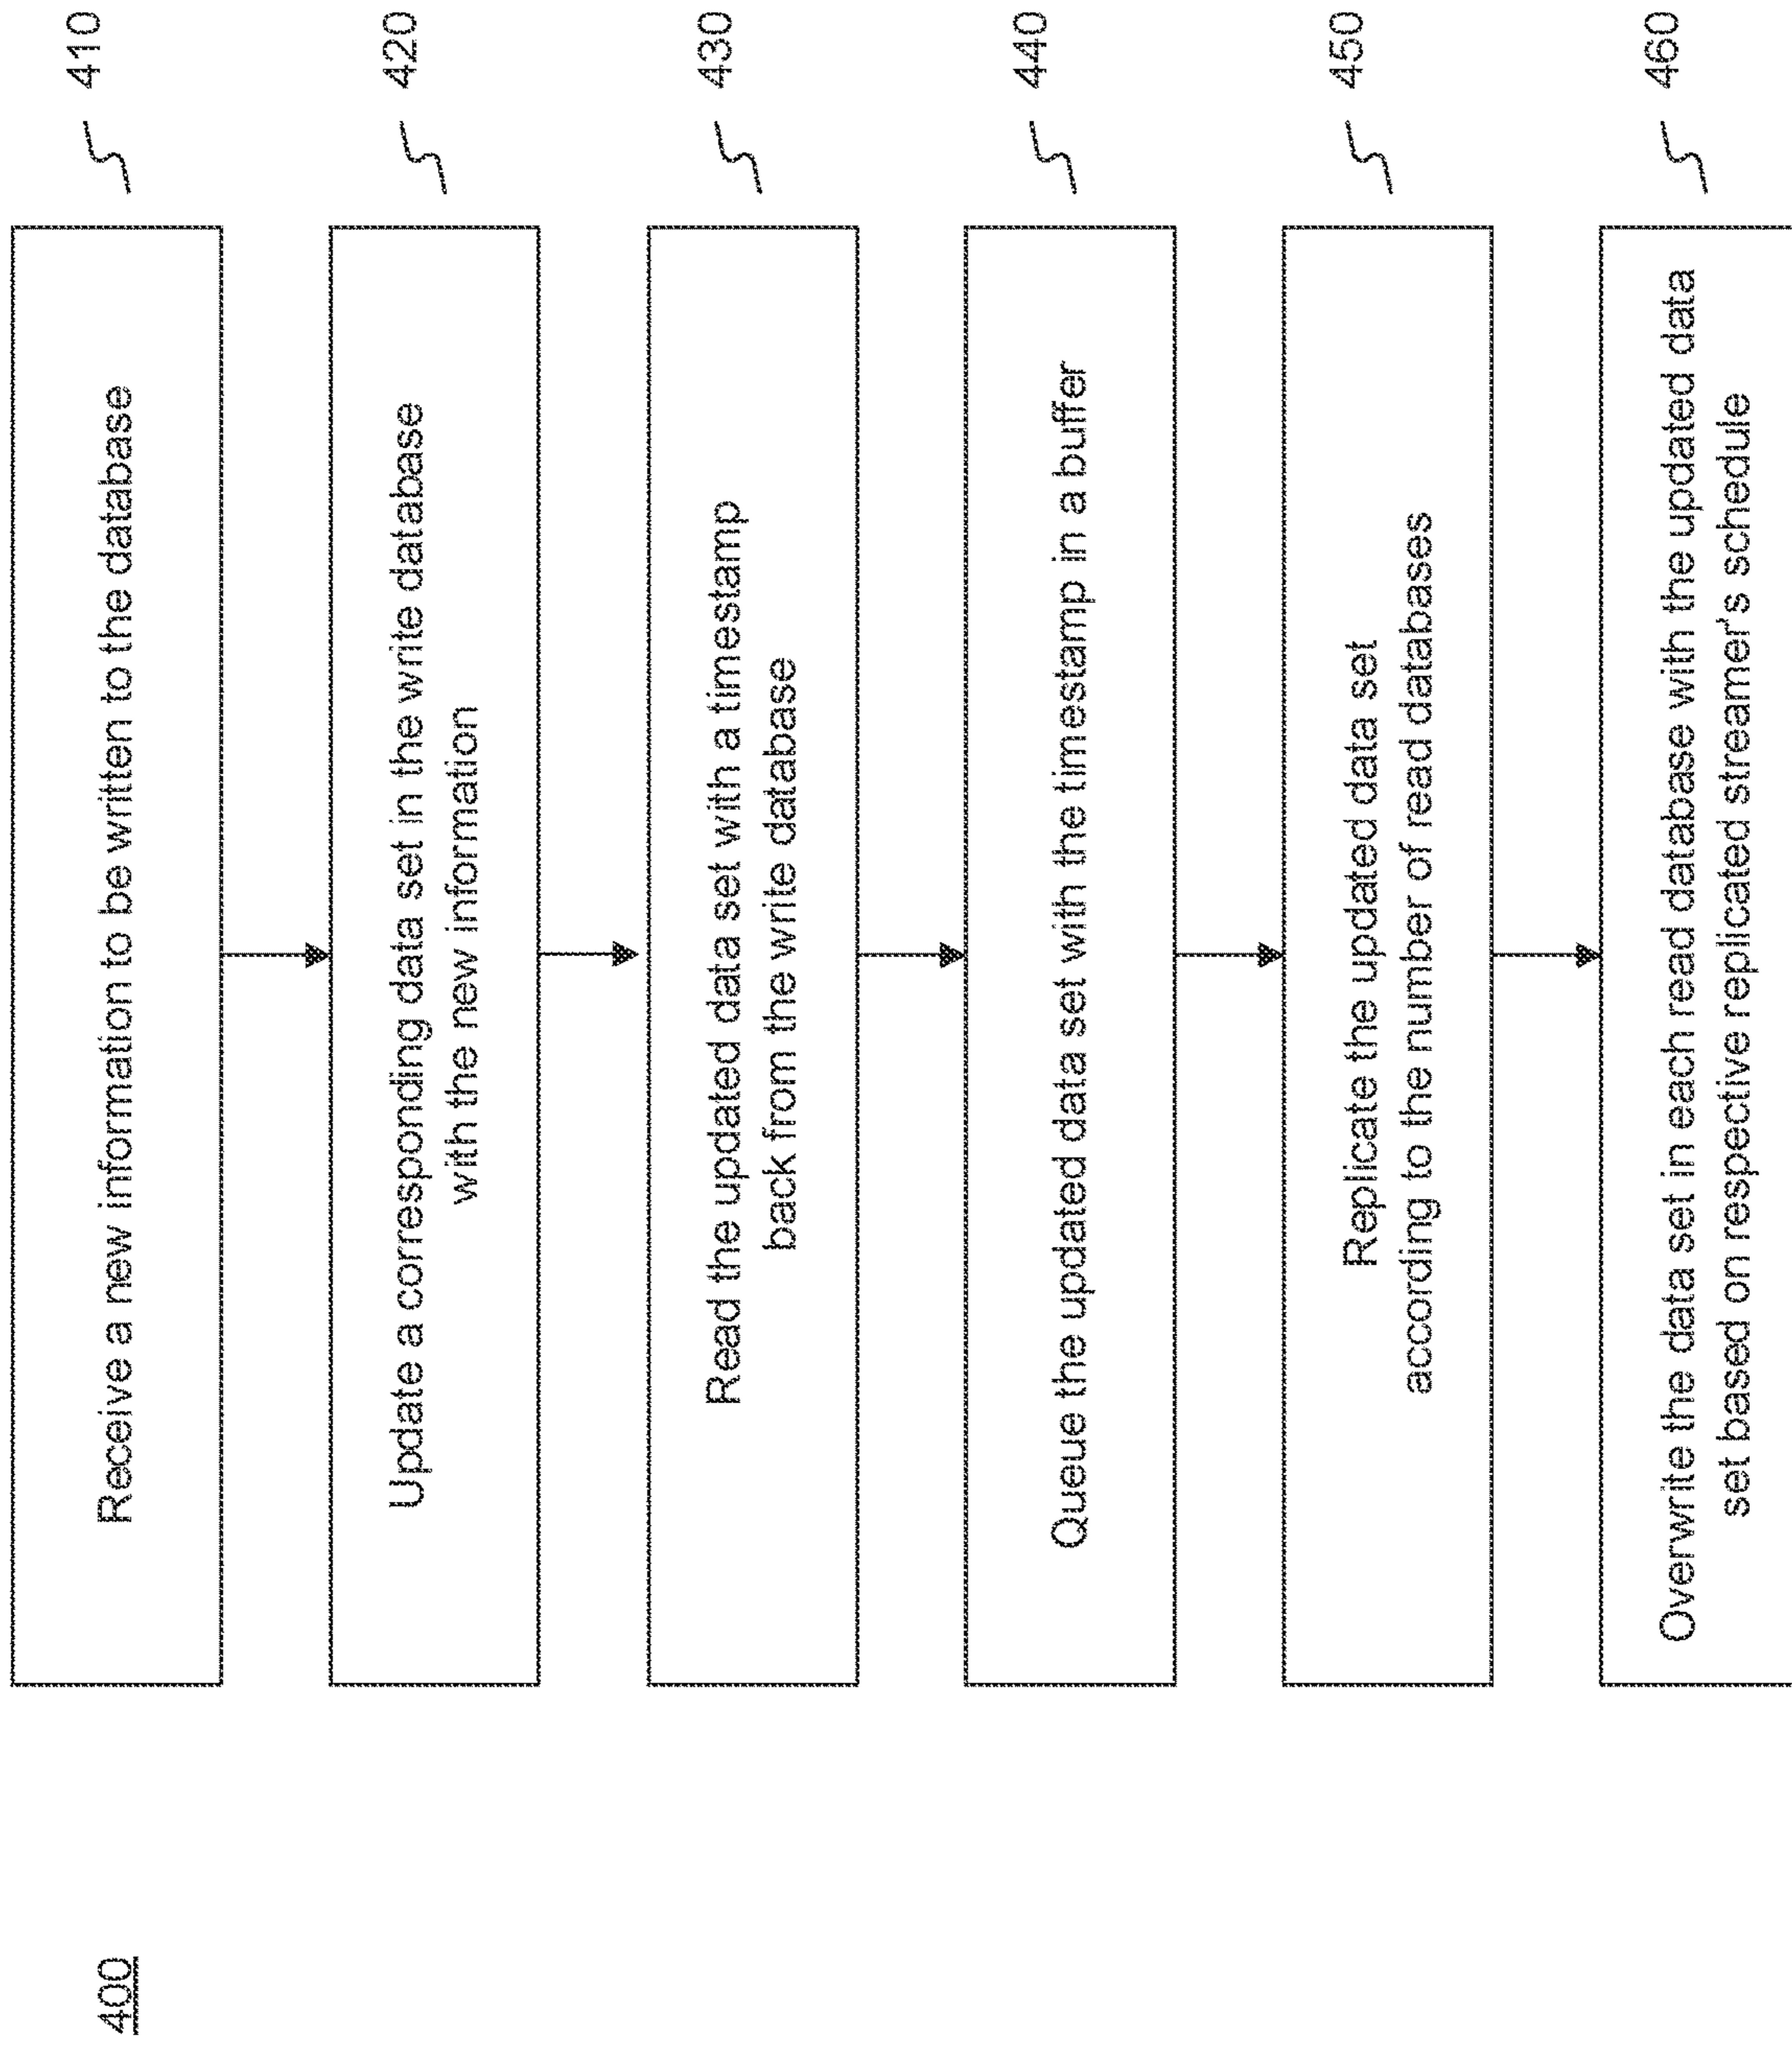 400
Receive a new information to be written to the database
410
Update a corresponding data set in the write database
with the new information
420
Read the updated data set with a timestamp
back from the write database
430
Queue the updated data set with the timestamp in a buffer
440
Replicate the updated data set
according to the number of read databases
450
Overwrite the data set in each read database with the updated data
set based on respective replicated streamer's schedule
460